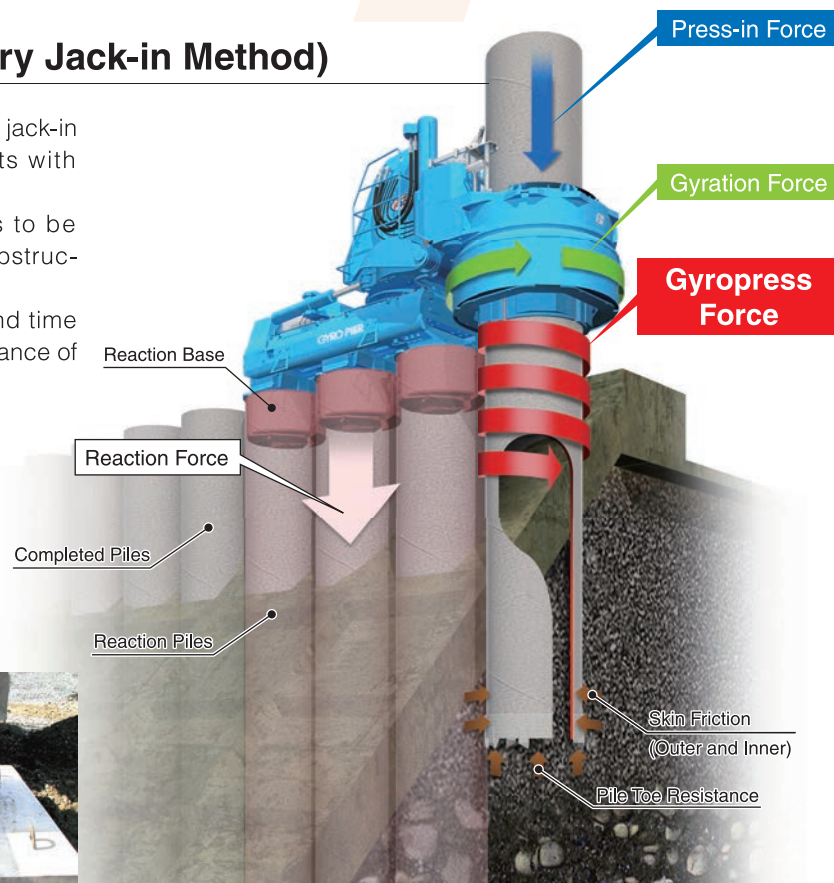 ry Jack-in Method)
jack-in
ts with
s to be
bstruc-
nd time
ance of
Press-in Force
Gyration Force
Gyropress
Force
GYRO PILER
Reaction Base
Reaction Force
Completed Piles
Reaction Piles
Skin Friction
(Outer and Inner)
Pile Toe Resistance